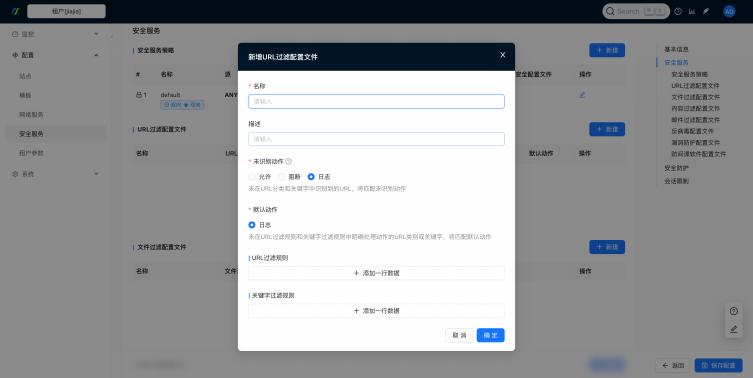 租户[jiajie]
Search
AD
监控
配置
站点
模板
网络服务
安全服务
租户参数
系统
安全服务
安全服务策略
新建
#
名称
源
安全配置文件
操作
1
default
ANY
双向
双向
URL过滤配置文件
新建
名称
URL
默认动作
操作
文件过滤配置文件
新建
名称
文件
操作
基本信息
安全服务
安全服务策略
URL过滤配置文件
文件过滤配置文件
内容过滤配置文件
邮件过滤配置文件
反病毒配置文件
漏洞防护配置文件
防间谍软件配置文件
安全防护
会话限制
新增URL过滤配置文件
* 名称
请输入
描述
请输入
* 未识别动作
允许 阻断 日志
未在URL分类和关键字中识别到的URL，将匹配未识别动作
* 默认动作
日志
未在URL过滤规则和关键字过滤规则中明确处理动作的URL类别或关键字，将匹配默认动作
URL过滤规则
+ 添加一行数据
关键字过滤规则
+ 添加一行数据
取 消
确 定
返回
保存配置